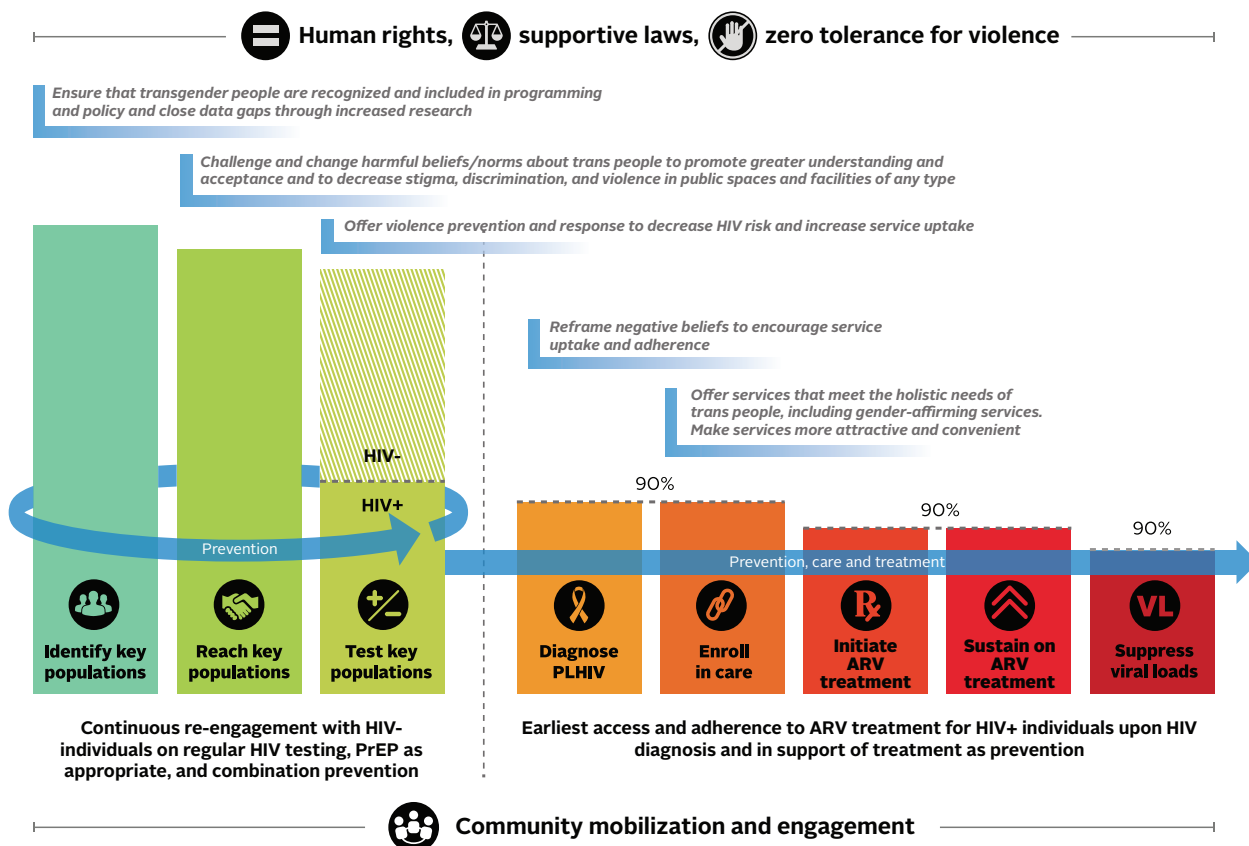 Human rights, supportive laws, zero tolerance for violence
Ensure that transgender people are recognized and included in programming
and policy and close data gaps through increased research
Challenge and change harmful beliefs/norms about trans people to promote greater understanding and
acceptance and to decrease stigma, discrimination, and violence in public spaces and facilities of any type
Offer violence prevention and response to decrease HIV risk and increase service uptake
Reframe negative beliefs to encourage service
uptake and adherence
Offer services that meet the holistic needs of
trans people, including gender-affirming services.
Make services more attractive and convenient
HIV-
HIV+
90%
90%
90%
Prevention
Prevention, care and treatment
Identify key
populations
Reach key
populations
+
-
Test key
populations
Diagnose
PLHIV
Enroll
in care
Rx
Initiate
ARV
treatment
Sustain on
ARV
treatment
VL
Suppress
viral loads
Continuous re-engagement with HIV-
individuals on regular HIV testing, PrEP as
appropriate, and combination prevention
Earliest access and adherence to ARV treatment for HIV+ individuals upon HIV
diagnosis and in support of treatment as prevention
Community mobilization and engagement